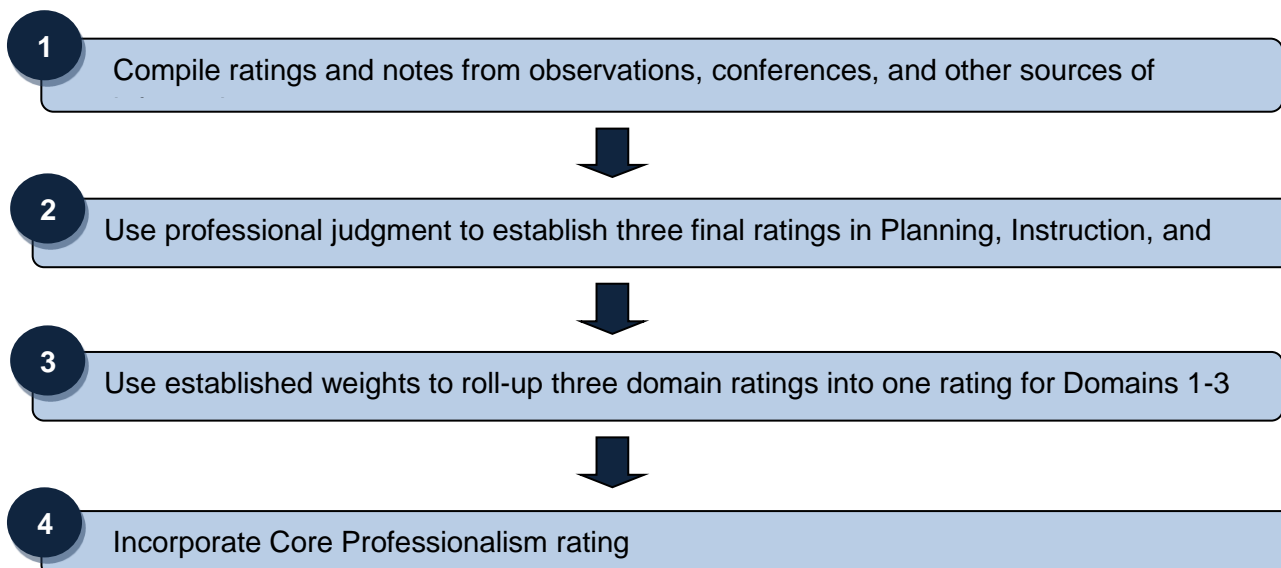 1
Compile ratings and notes from observations, conferences, and other sources of
2
Use professional judgment to establish three final ratings in Planning, Instruction, and
3
Use established weights to roll-up three domain ratings into one rating for Domains 1-3
4
Incorporate Core Professionalism rating